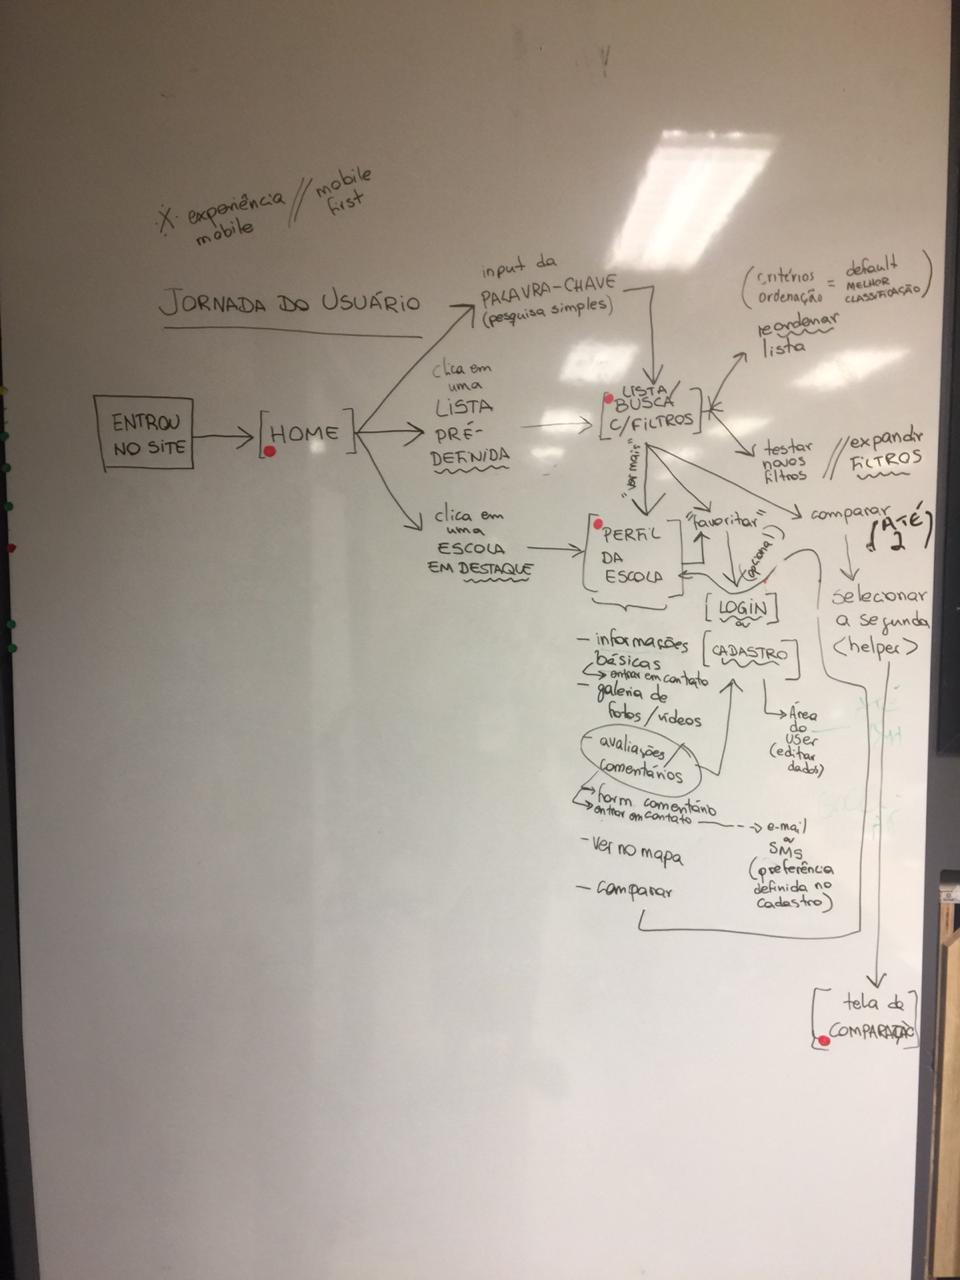 experiência // mobile
mobile first
JORNADA DO USUÁRIO
ENTROU
NO SITE
[HOME]
input da
PALAVRA-CHAVE
(pesquisa simples)
clica em
uma
LISTA
PRÉ-
DEFINIDA
clica em
uma
ESCOLA
EM DESTAQUE
[LISTA/
BUSCA
C/FILTROS]
(critérios = default
ordenação MELHOR
CLASSIFICAÇÃO)
reordenar
lista
testar // expandir
novos FILTROS
filtros
"ver mais"
"favoritar"
(opcional)
comparar
(ATÉ
2)
selecionar
a segunda
<helper>
[PERFIL
DA
ESCOLA]
[LOGIN]
ou
[CADASTRO]
Área
do
USER
(editar
dados)
- informações
básicas
entrar em contato
- galeria de
fotos/vídeos
- avaliações/
comentários
form comentário
entrar em contato
e-mail
ou
SMS
(preferência
definida no
cadastro)
- ver no mapa
- comparar
[tela de
COMPARAÇÃO]